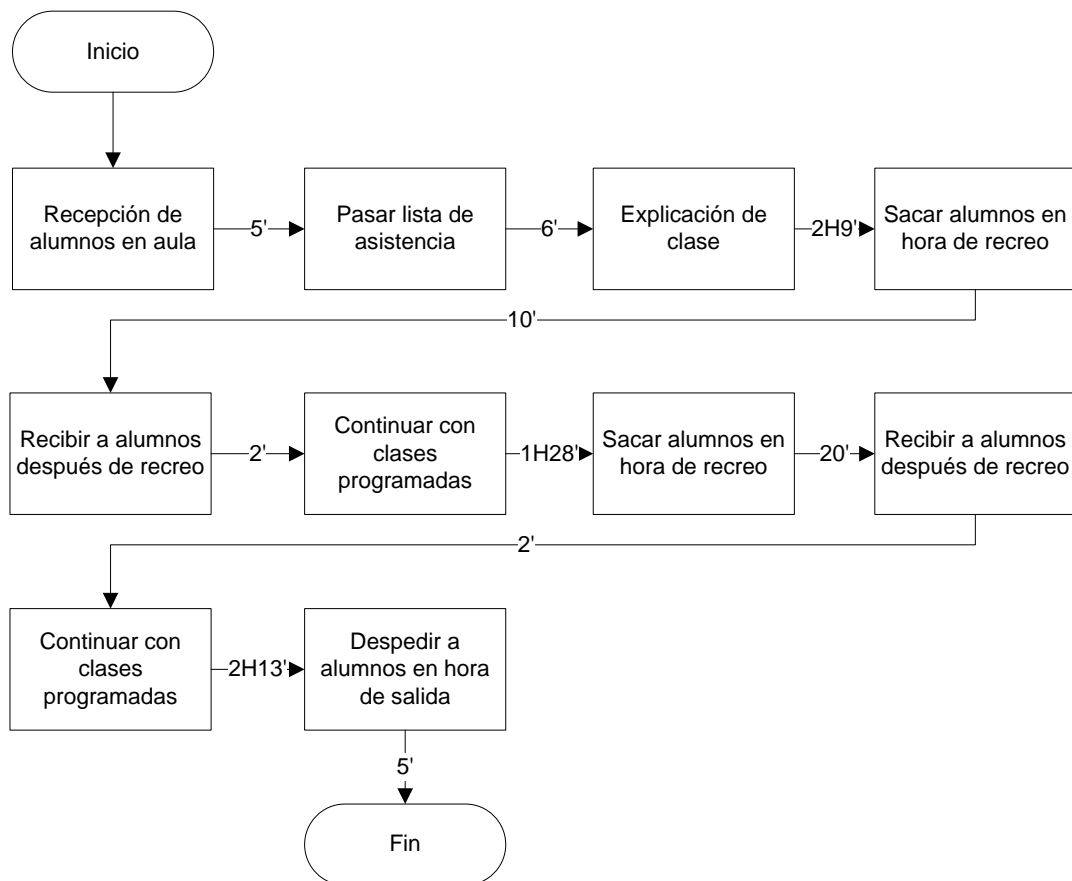 Inicio
Recepción de
alumnos en aula
5'
Pasar lista de
asistencia
6'
Explicación de
clase
2H9'
Sacar alumnos en
hora de recreo
10'
Recibir a alumnos
después de recreo
2'
Continuar con
clases
programadas
1H28'
Sacar alumnos en
hora de recreo
20'
Recibir a alumnos
después de recreo
2'
Continuar con
clases
programadas
2H13'
Despedir a
alumnos en hora
de salida
5'
Fin